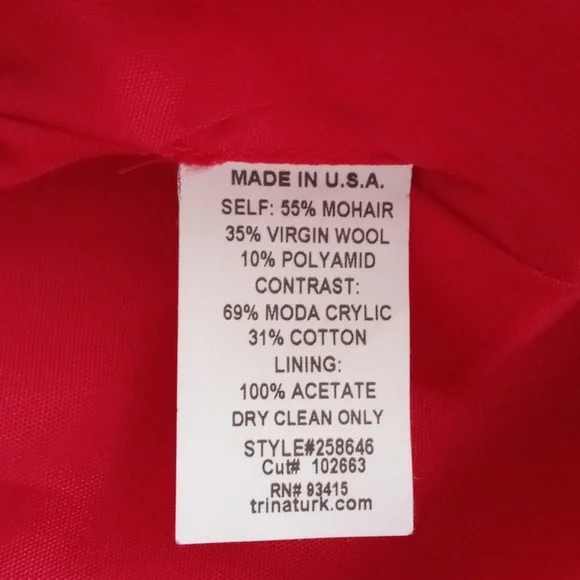 MADE IN U.S.A.
SELF: 55% MOHAIR
35% VIRGIN WOOL
10% POLYAMID
CONTRAST:
69% MODA CRYLIC
31% COTTON
LINING:
100% ACETATE
DRY CLEAN ONLY
STYLE#258646
Cut# 102663
RN# 93415
trinaturk.com